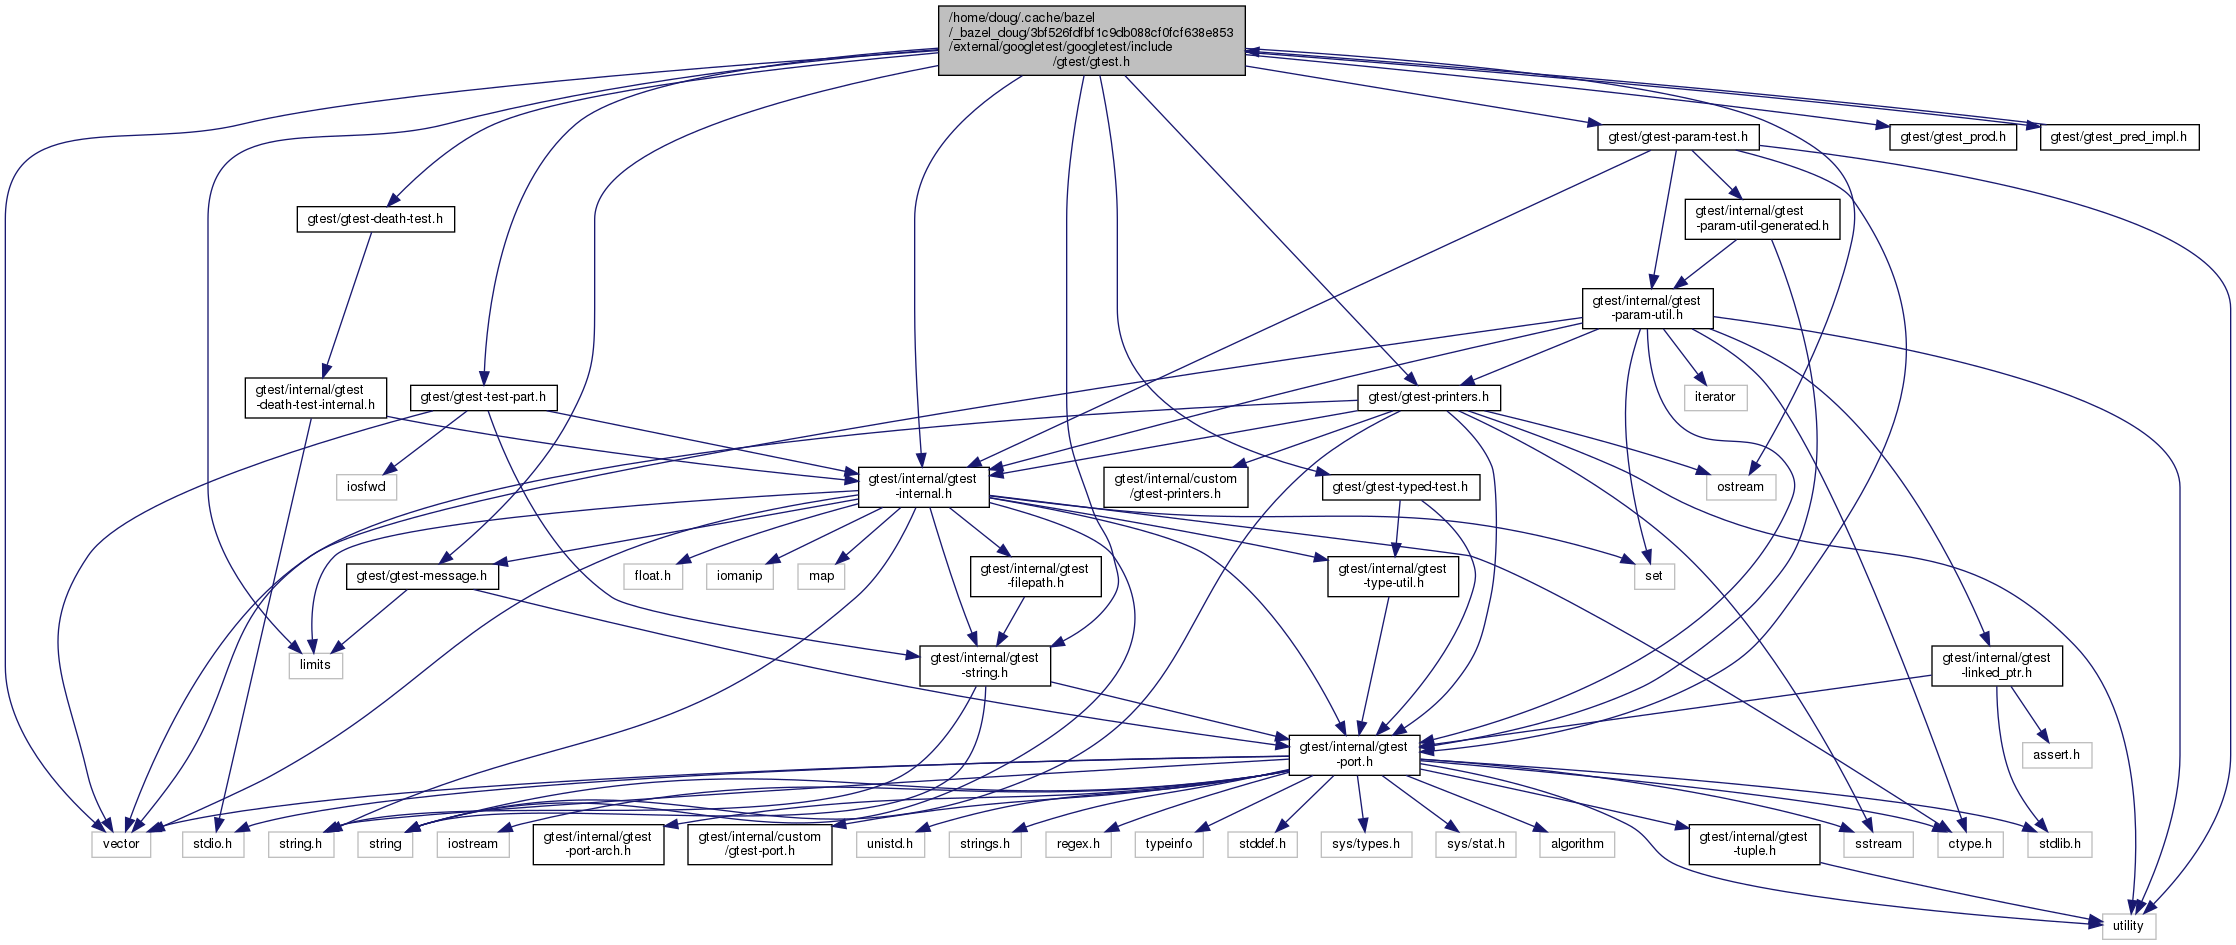 /home/doug/.cache/bazel
/_bazel_doug/3bf526fdfbf1c9db088cf0fcf638e853
/external/googletest/googletest/include
/gtest/gtest.h
gtest/gtest-param-test.h
gtest/gtest_prod.h
gtest/gtest_pred_impl.h
gtest/gtest-death-test.h
gtest/internal/gtest
-param-util-generated.h
gtest/internal/gtest
-param-util.h
gtest/internal/gtest
-death-test-internal.h
gtest/gtest-test-part.h
gtest/gtest-printers.h
iterator
iosfwd
gtest/internal/gtest
-internal.h
gtest/internal/custom
/gtest-printers.h
gtest/gtest-typed-test.h
ostream
gtest/gtest-message.h
float.h
iomanip
map
gtest/internal/gtest
-filepath.h
gtest/internal/gtest
-type-util.h
set
limits
gtest/internal/gtest
-string.h
gtest/internal/gtest
-linked_ptr.h
gtest/internal/gtest
-port.h
assert.h
vector
stdio.h
string.h
string
iostream
gtest/internal/gtest
-port-arch.h
gtest/internal/custom
/gtest-port.h
unistd.h
strings.h
regex.h
typeinfo
stddef.h
sys/types.h
sys/stat.h
algorithm
gtest/internal/gtest
-tuple.h
sstream
ctype.h
stdlib.h
utility